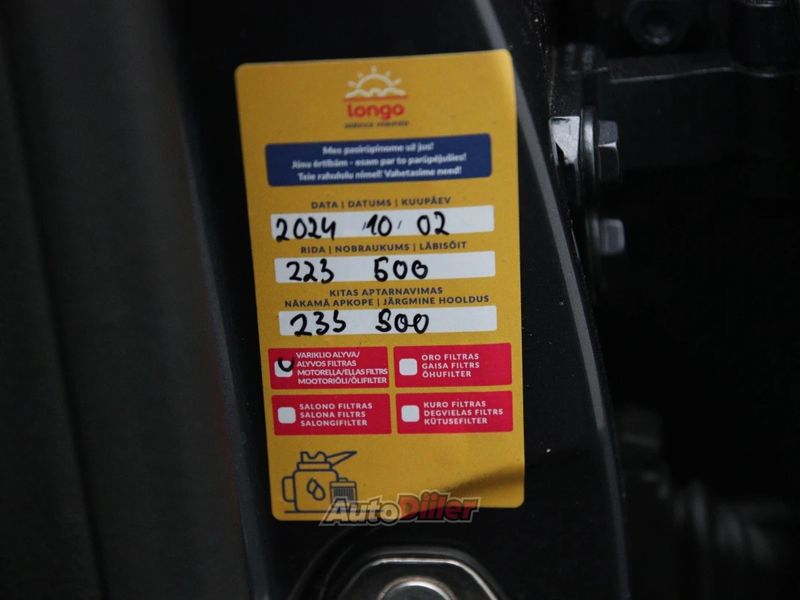 longo
Mes pasirūpinome už jus!
Jūsu ērtībām - esam par to parūpējušies!
Teie rahulolu nimel! Vahetasime need!
DATA | DATUMS | KUUPÄEV
2024 10 02
RIDA | NOBRAUKUMS | LÄBISÕIT
223 500
KITAS APTARNAVIMAS
NĀKAMĀ APKOPE | JÄRGMINE HOOLDUS
235 500
VARIKLIO ALYVA/
ALYVOS FILTRAS
MOTOREĻĻA/EĻĻAS FILTRS
MOOTORIÕLI/ÕLIFILTER
ORO FILTRAS
GAISA FILTRS
ÕHUFILTER
SALONO FILTRAS
SALONA FILTRS
SALONGIFILTER
KURO FILTRAS
DEGVIELAS FILTRS
KÜTUSEFILTER
AutoDiiler